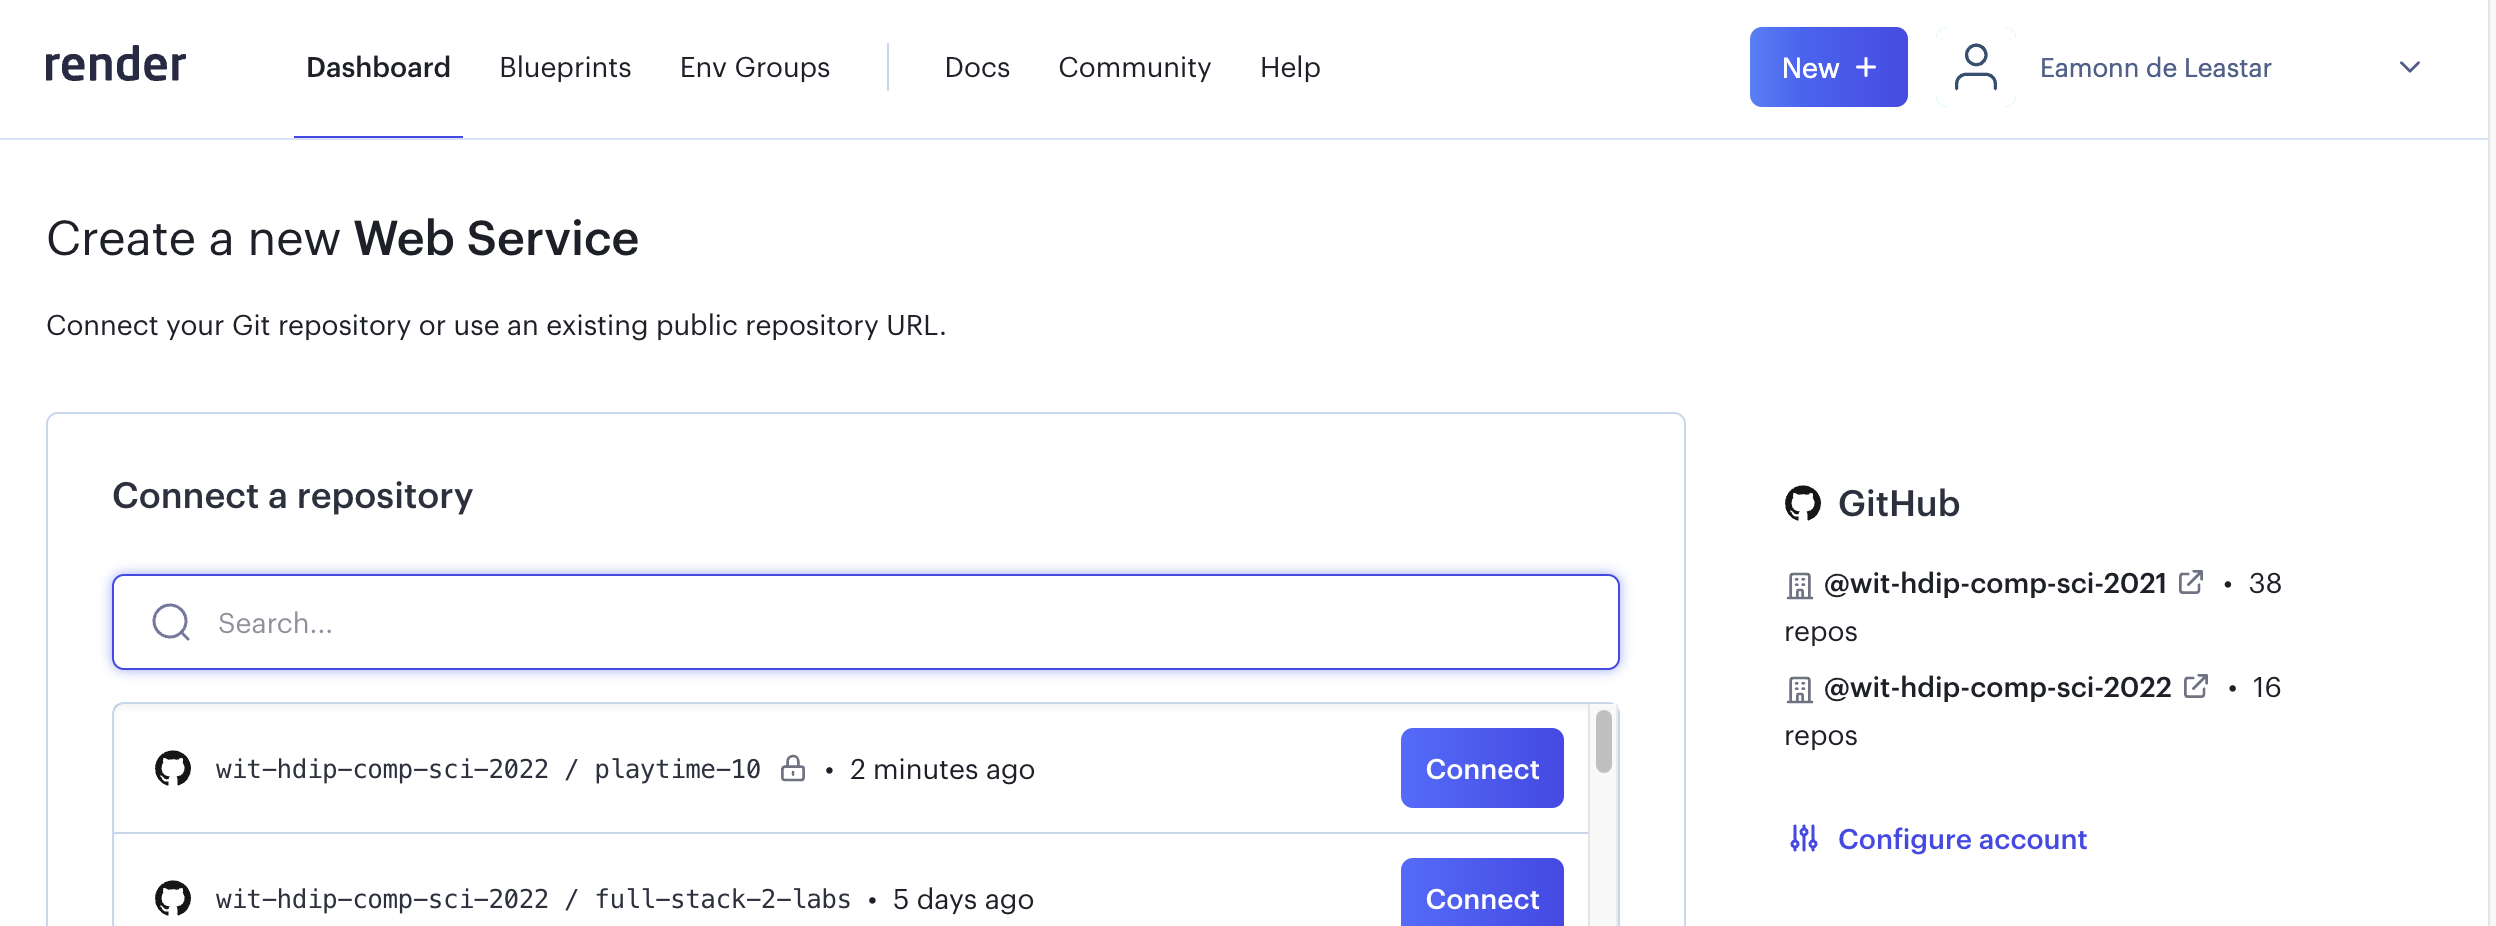 render Dashboard Blueprints Env Groups Docs Community Help New + Eamonn de Leastar
Create a new Web Service
Connect your Git repository or use an existing public repository URL.
Connect a repository
Search...
wit-hdip-comp-sci-2022 / playtime-10 • 2 minutes ago Connect
wit-hdip-comp-sci-2022 / full-stack-2-labs • 5 days ago Connect
GitHub
@wit-hdip-comp-sci-2021 • 38
repos
@wit-hdip-comp-sci-2022 • 16
repos
Configure account